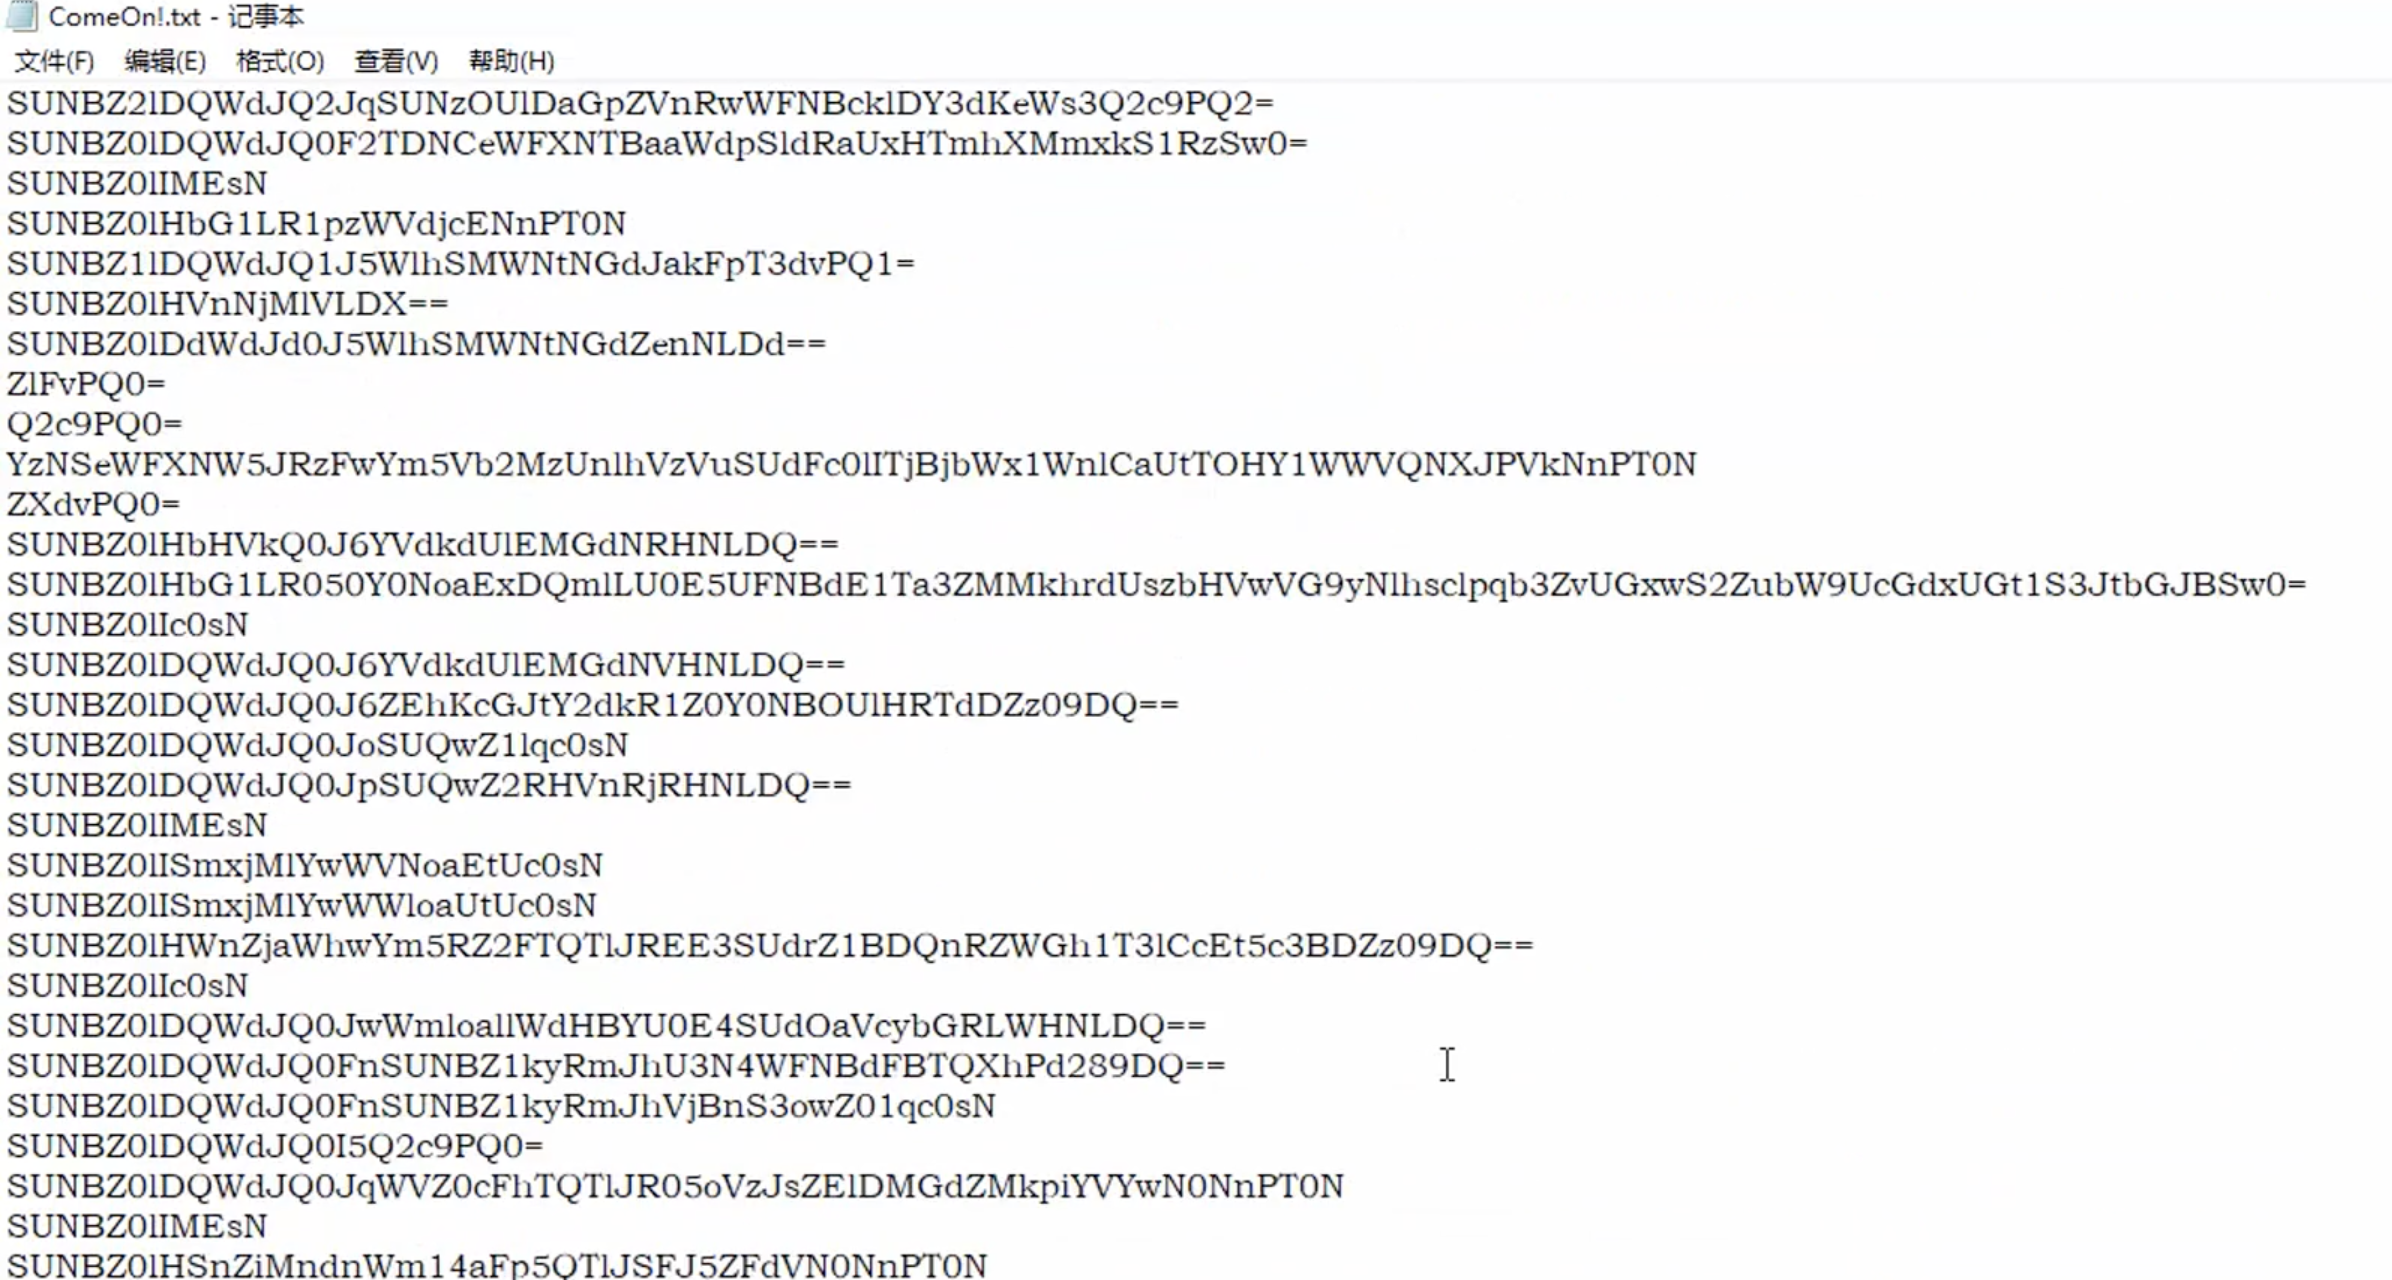 ComeOn!.txt - 记事本
文件(F) 编辑(E) 格式(O) 查看(V) 帮助(H)
SUNBZ2lDQWdJQ2JqSUNzOUlDaGpZVnRwWFNBcklDY3dKeWs3Q2c9PQ2=
SUNBZ0lDQWdJQ0F2TDNCeWFXNTBaaWdpSldRaUxHTmhXMmxkS1RzSw0=
SUNBZ0lIMEsN
SUNBZ0lHbG1LR1pzWVdjcENnPT0N
SUNBZ1lDQWdJQ1J5WlhSMWNtNGdJakFpT3dvPQ1=
SUNBZ0lHVnNjMlVLDX==
SUNBZ0lDdWdJd0J5WlhSMWNtNGdZenNLDd==
ZlFvPQ0=
Q2c9PQ0=
YzNSeWFXNW5JRzFwYm5Vb2MzUnlhVzVuSUdFc0lITjBjbWx1WnlCaUtTOHY1WWVQNXJPVkNnPT0N
ZXdvPQ0=
SUNBZ0lHbHVkQ0J6YVdkdUlEMGdNRHNLDQ==
SUNBZ0lHbG1LR050Y0NoaExDQmlLU0E5UFNBdE1Ta3ZMMkhrdUszbHVwVG9yNlhsclpqb3ZvUGxwS2ZubW9UcGdxUGt1S3JtbGJBSw0=
SUNBZ0lIc0sN
SUNBZ0lDQWdJQ0J6YVdkdUlEMGdNVHNLDQ==
SUNBZ0lDQWdJQ0J6ZEhKcGJtY2dkR1Z0Y0NBOUlHRTdDZz09DQ==
SUNBZ0lDQWdJQ0JoSUQwZ1lqc0sN
SUNBZ0lDQWdJQ0JpSUQwZ2RHVnRjRHNLDQ==
SUNBZ0lIMEsN
SUNBZ0lISmxjMlYwWVNoaEtUc0sN
SUNBZ0lISmxjMlYwWWloaUtUc0sN
SUNBZ0lHWnZjaWhwYm5RZ2FTQTlJREE3SUdrZ1BDQnRZWGh1T3lCcEt5c3BDZz09DQ==
SUNBZ0lIc0sN
SUNBZ0lDQWdJQ0JwWmloallWdHBYU0E4SUdOaVcybGRLWHNLDQ==
SUNBZ0lDQWdJQ0FnSUNBZ1kyRmJhU3N4WFNBdFBTQXhPd289DQ==
SUNBZ0lDQWdJQ0FnSUNBZ1kyRmJhVjBnS3owZ01qc0sN
SUNBZ0lDQWdJQ0I5Q2c9PQ0=
SUNBZ0lDQWdJQ0JqWVZ0cFhTQTlJR05oVzJsZElDMGdZMkpiYVYwN0NnPT0N
SUNBZ0lIMEsN
SUNBZ0lHSnZiMndnWm14aFp5QTlJSFJ5ZFdVN0NnPT0N